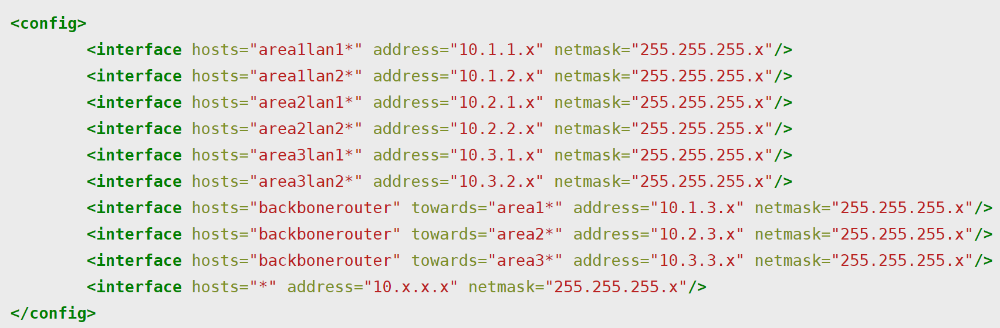 <config>
<interface hosts="area1lan1*" address="10.1.1.x" netmask="255.255.255.x"/>
<interface hosts="area1lan2*" address="10.1.2.x" netmask="255.255.255.x"/>
<interface hosts="area2lan1*" address="10.2.1.x" netmask="255.255.255.x"/>
<interface hosts="area2lan2*" address="10.2.2.x" netmask="255.255.255.x"/>
<interface hosts="area3lan1*" address="10.3.1.x" netmask="255.255.255.x"/>
<interface hosts="area3lan2*" address="10.3.2.x" netmask="255.255.255.x"/>
<interface hosts="backbonerouter" towards="area1*" address="10.1.3.x" netmask="255.255.255.x"/>
<interface hosts="backbonerouter" towards="area2*" address="10.2.3.x" netmask="255.255.255.x"/>
<interface hosts="backbonerouter" towards="area3*" address="10.3.3.x" netmask="255.255.255.x"/>
<interface hosts="*" address="10.x.x.x" netmask="255.255.255.x"/>
</config>